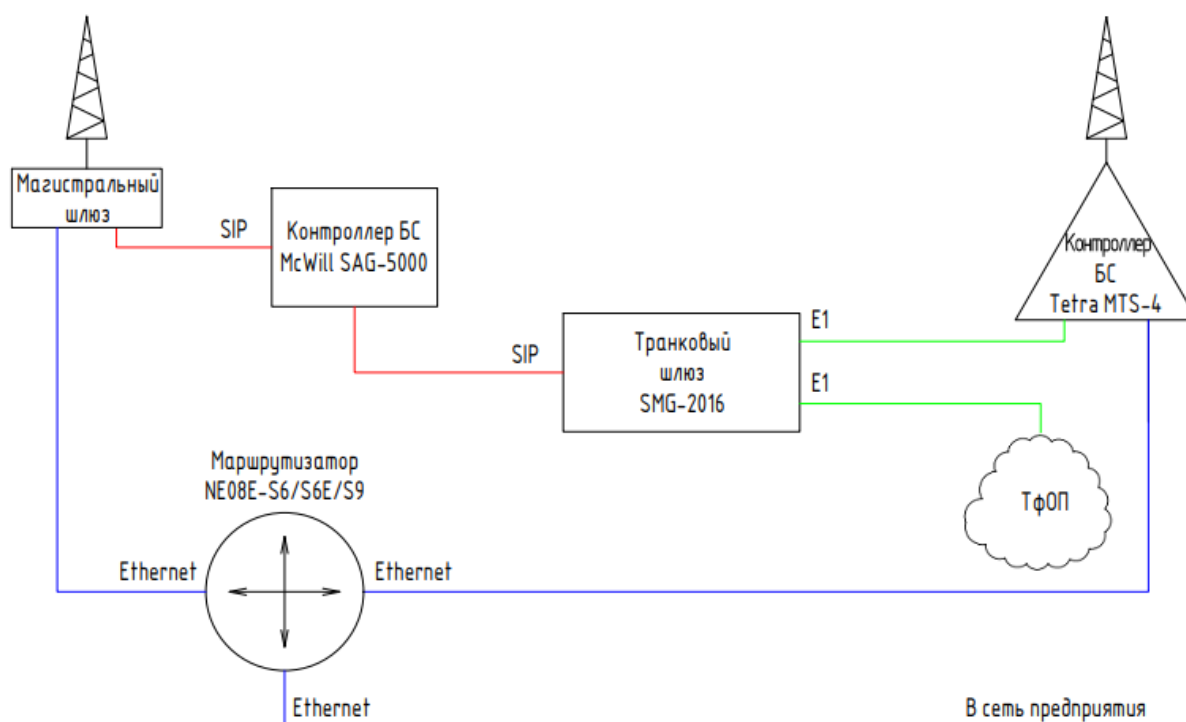 Магистральный
шлюз
SIP
Контроллер БС
McWill SAG-5000
SIP
Транковый
шлюз
SMG-2016
E1
E1
Контроллер
БС
Tetra MTS-4
ТфОП
Маршрутизатор
NE08E-S6/S6E/S9
Ethernet
Ethernet
Ethernet
В сеть предприятия